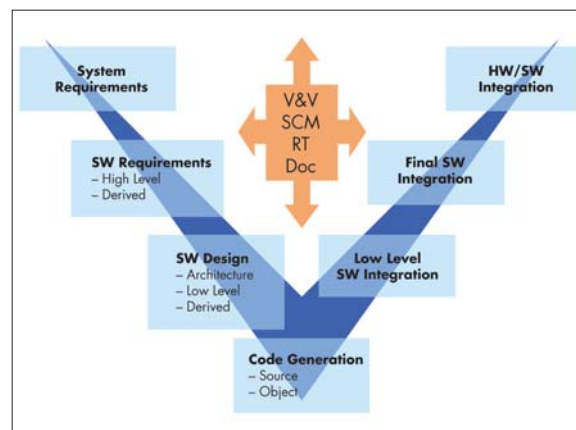 System
Requirements
SW Requirements
– High Level
– Derived
SW Design
– Architecture
– Low Level
– Derived
Code Generation
– Source
– Object
Low Level
SW Integration
Final SW
Integration
HW/SW
Integration
V&V
SCM
RT
Doc